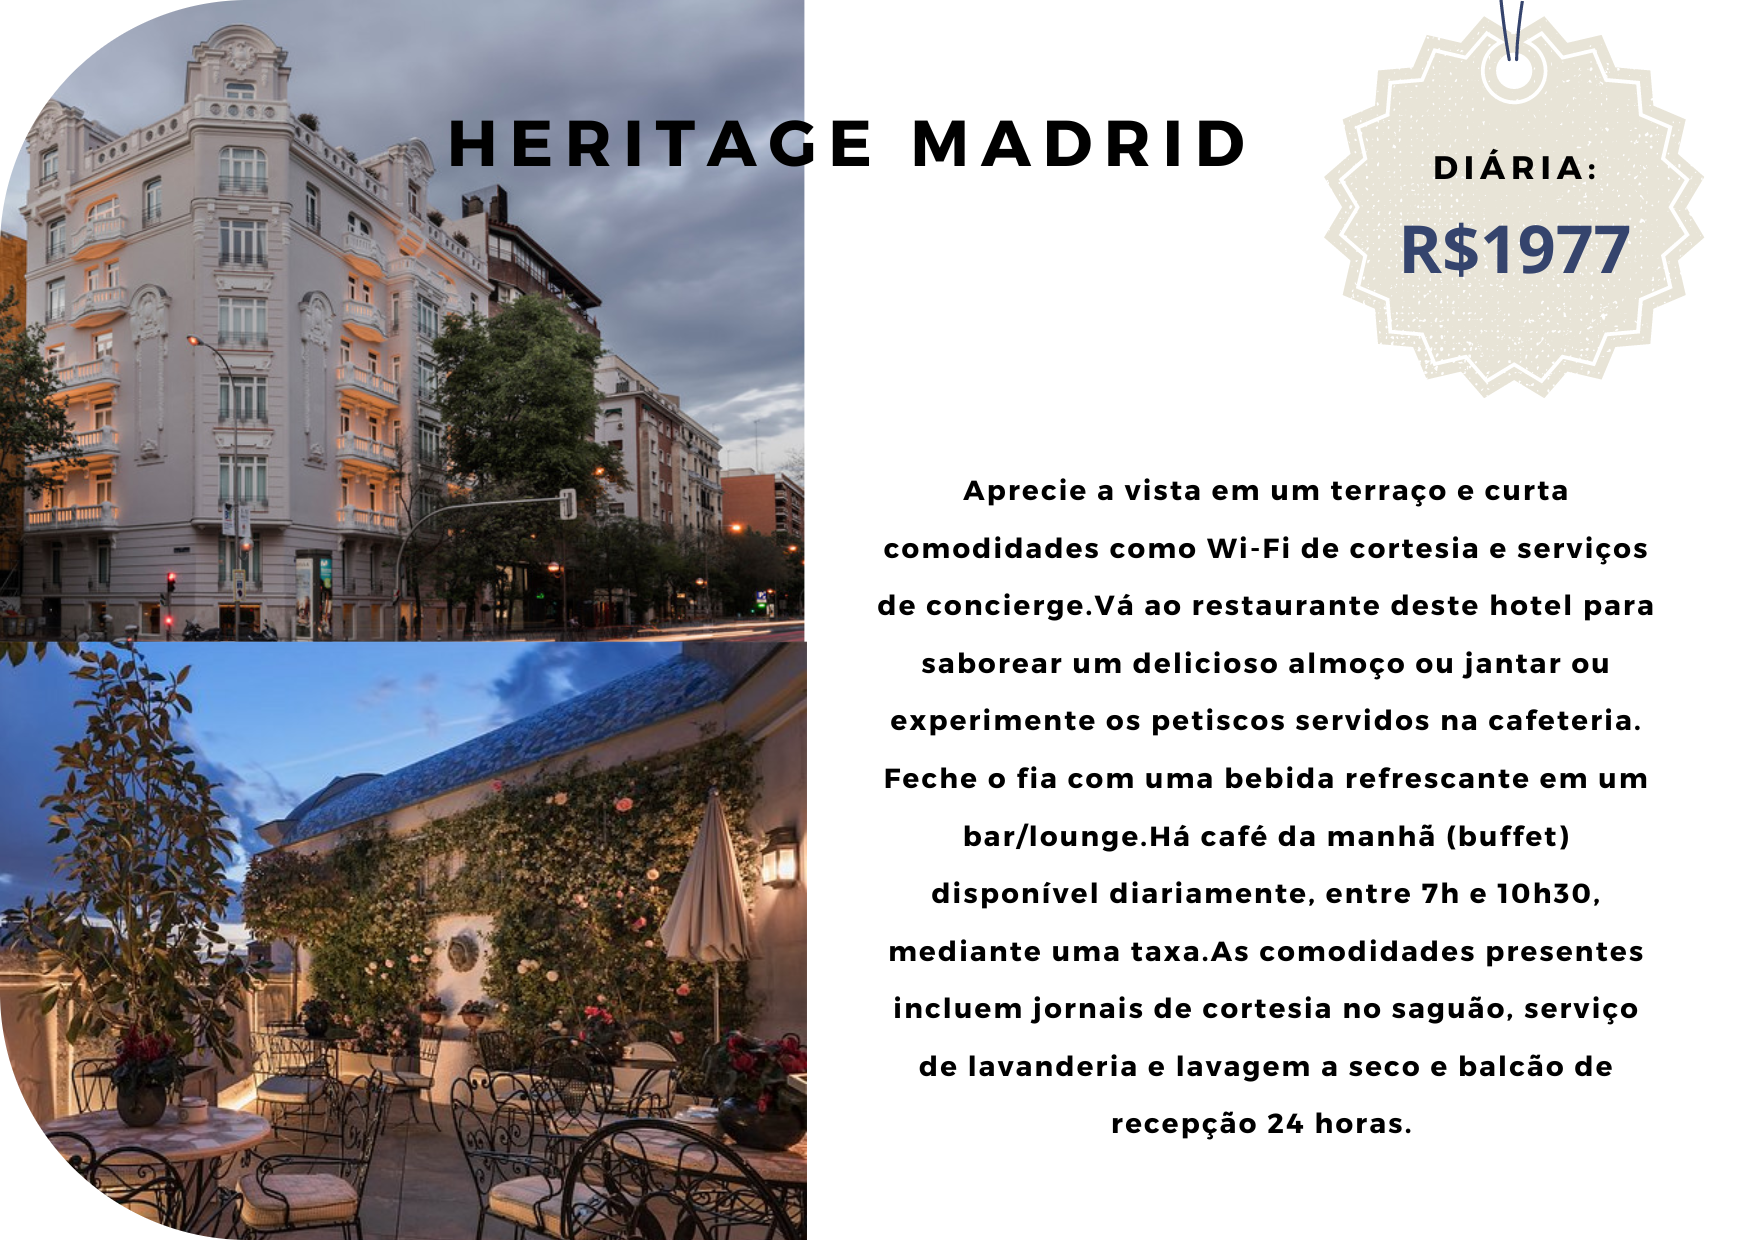 HERITAGE MADRID
DIÁRIA:
R$1977
Aprecie a vista em um terraço e curta
comodidades como Wi-Fi de cortesia e serviços
de concierge.Vá ao restaurante deste hotel para
saborear um delicioso almoço ou jantar ou
experimente os petiscos servidos na cafeteria.
Feche o fia com uma bebida refrescante em um
bar/lounge.Há café da manhã (buffet)
disponível diariamente, entre 7h e 10h30,
mediante uma taxa.As comodidades presentes
incluem jornais de cortesia no saguão, serviço
de lavanderia e lavagem a seco e balcão de
recepção 24 horas.